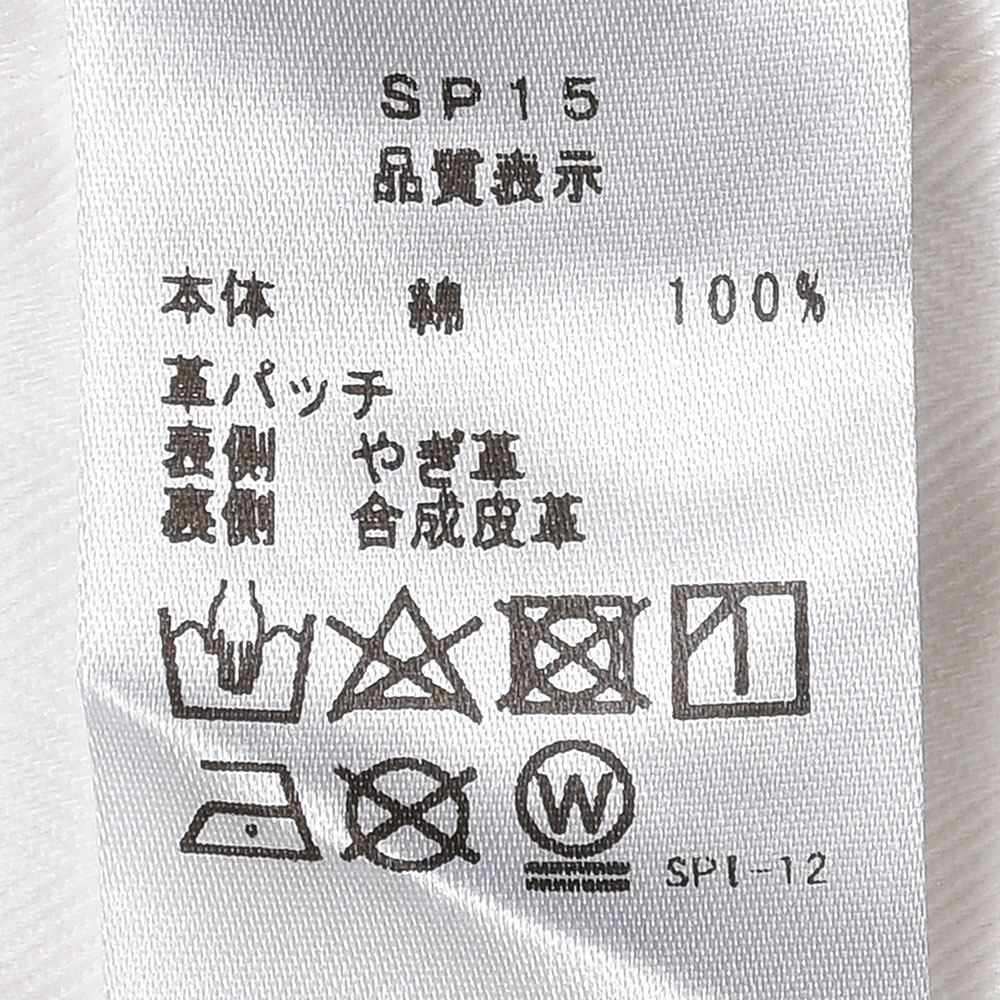 SP15
品質表示
本体 綿 100%
革パッチ
表側 やぎ革
裏側 合成皮革
W SPI-12